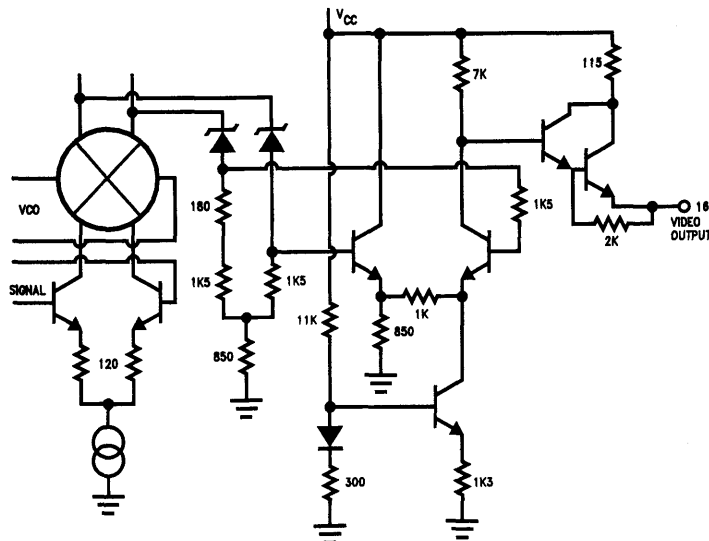 VCC
115
7K
VCO
180
1K5
16
VIDEO
OUTPUT
2K
SIGNAL
1K5
1K5
1K
11K
850
850
120
300
1K3